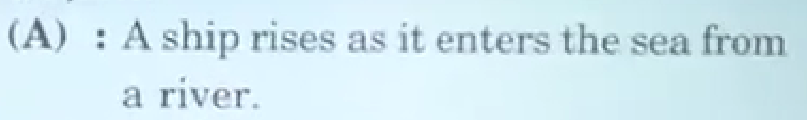 (A) : A ship rises as it enters the sea from
a river.